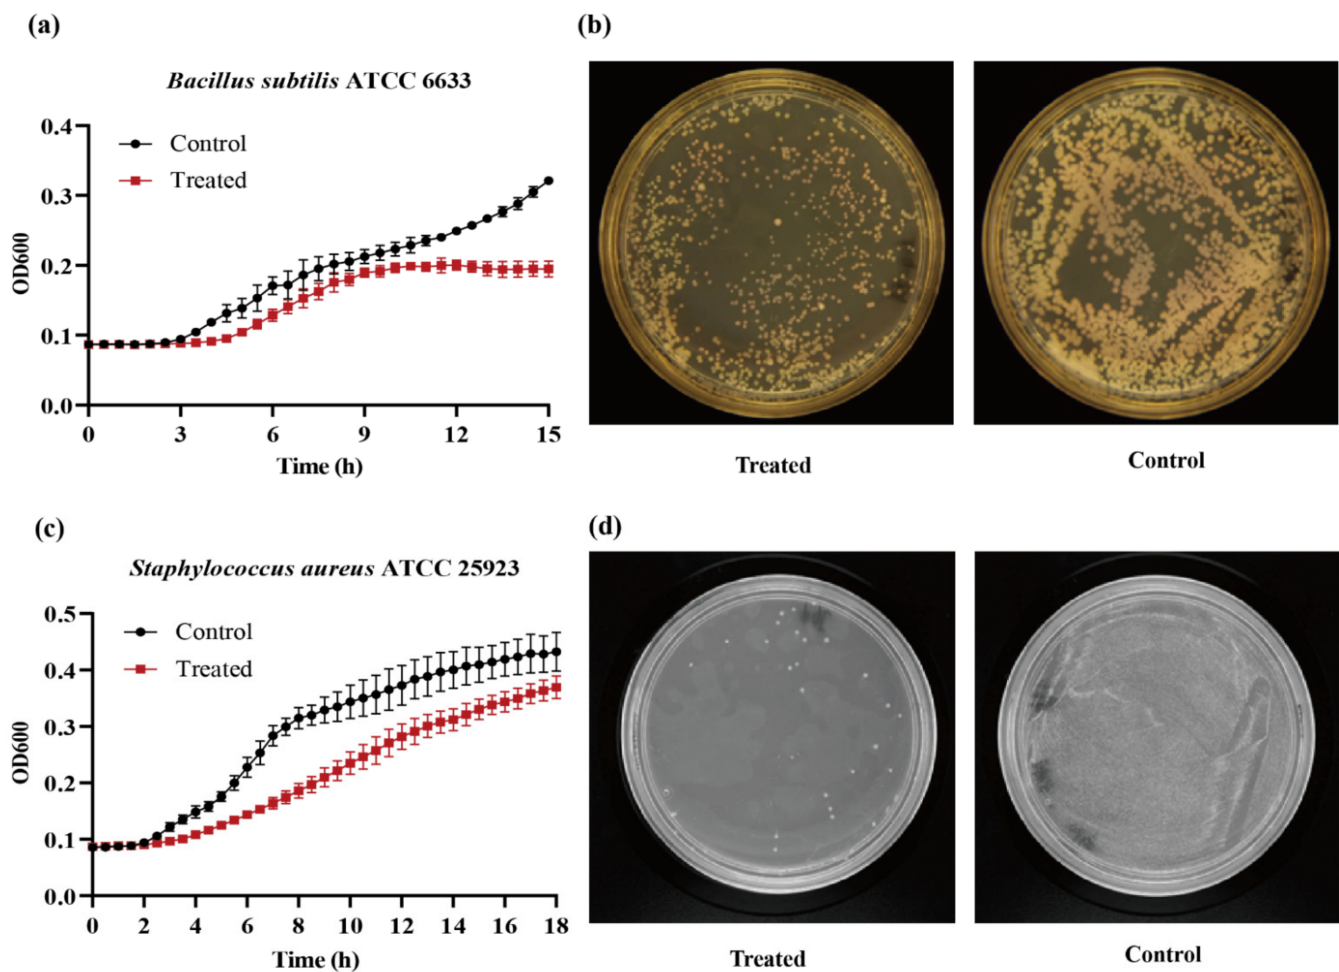 (a)
Bacillus subtilis ATCC 6633
Control
Treated
0.4
0.3
0.2
0.1
0.0
OD600
0 3 6 9 12 15
Time (h)
(b)
Treated
Control
(c)
Staphylococcus aureus ATCC 25923
Control
Treated
0.5
0.4
0.3
0.2
0.1
0.0
OD600
0 2 4 6 8 10 12 14 16 18
Time (h)
(d)
Treated
Control